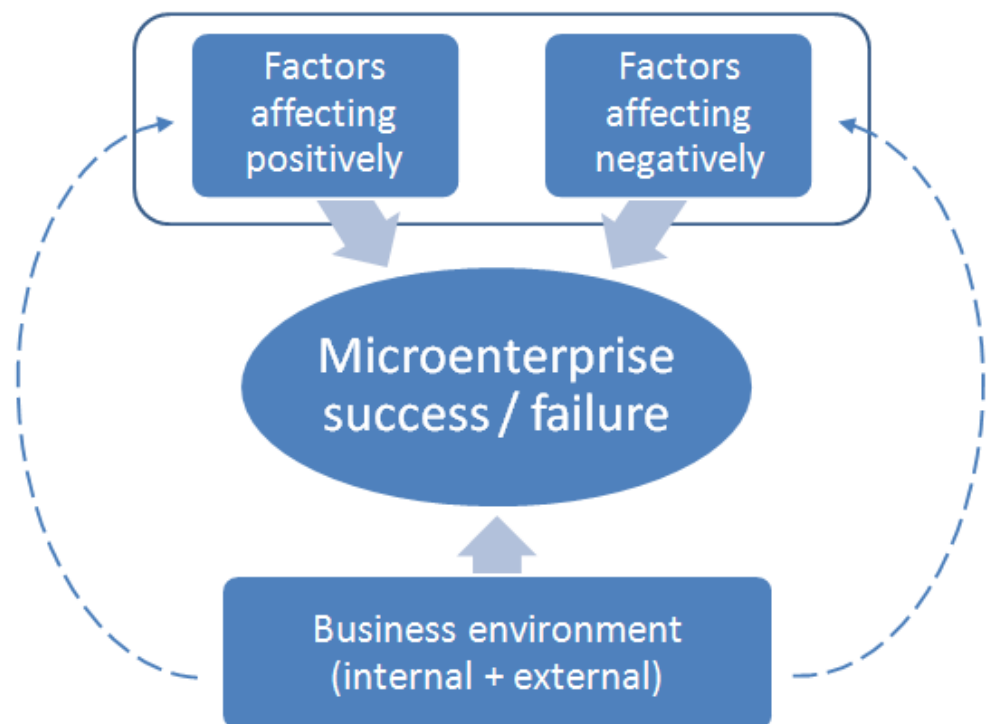 Factors
affecting
positively
Factors
affecting
negatively
Microenterprise
success / failure
Business environment
(internal + external)